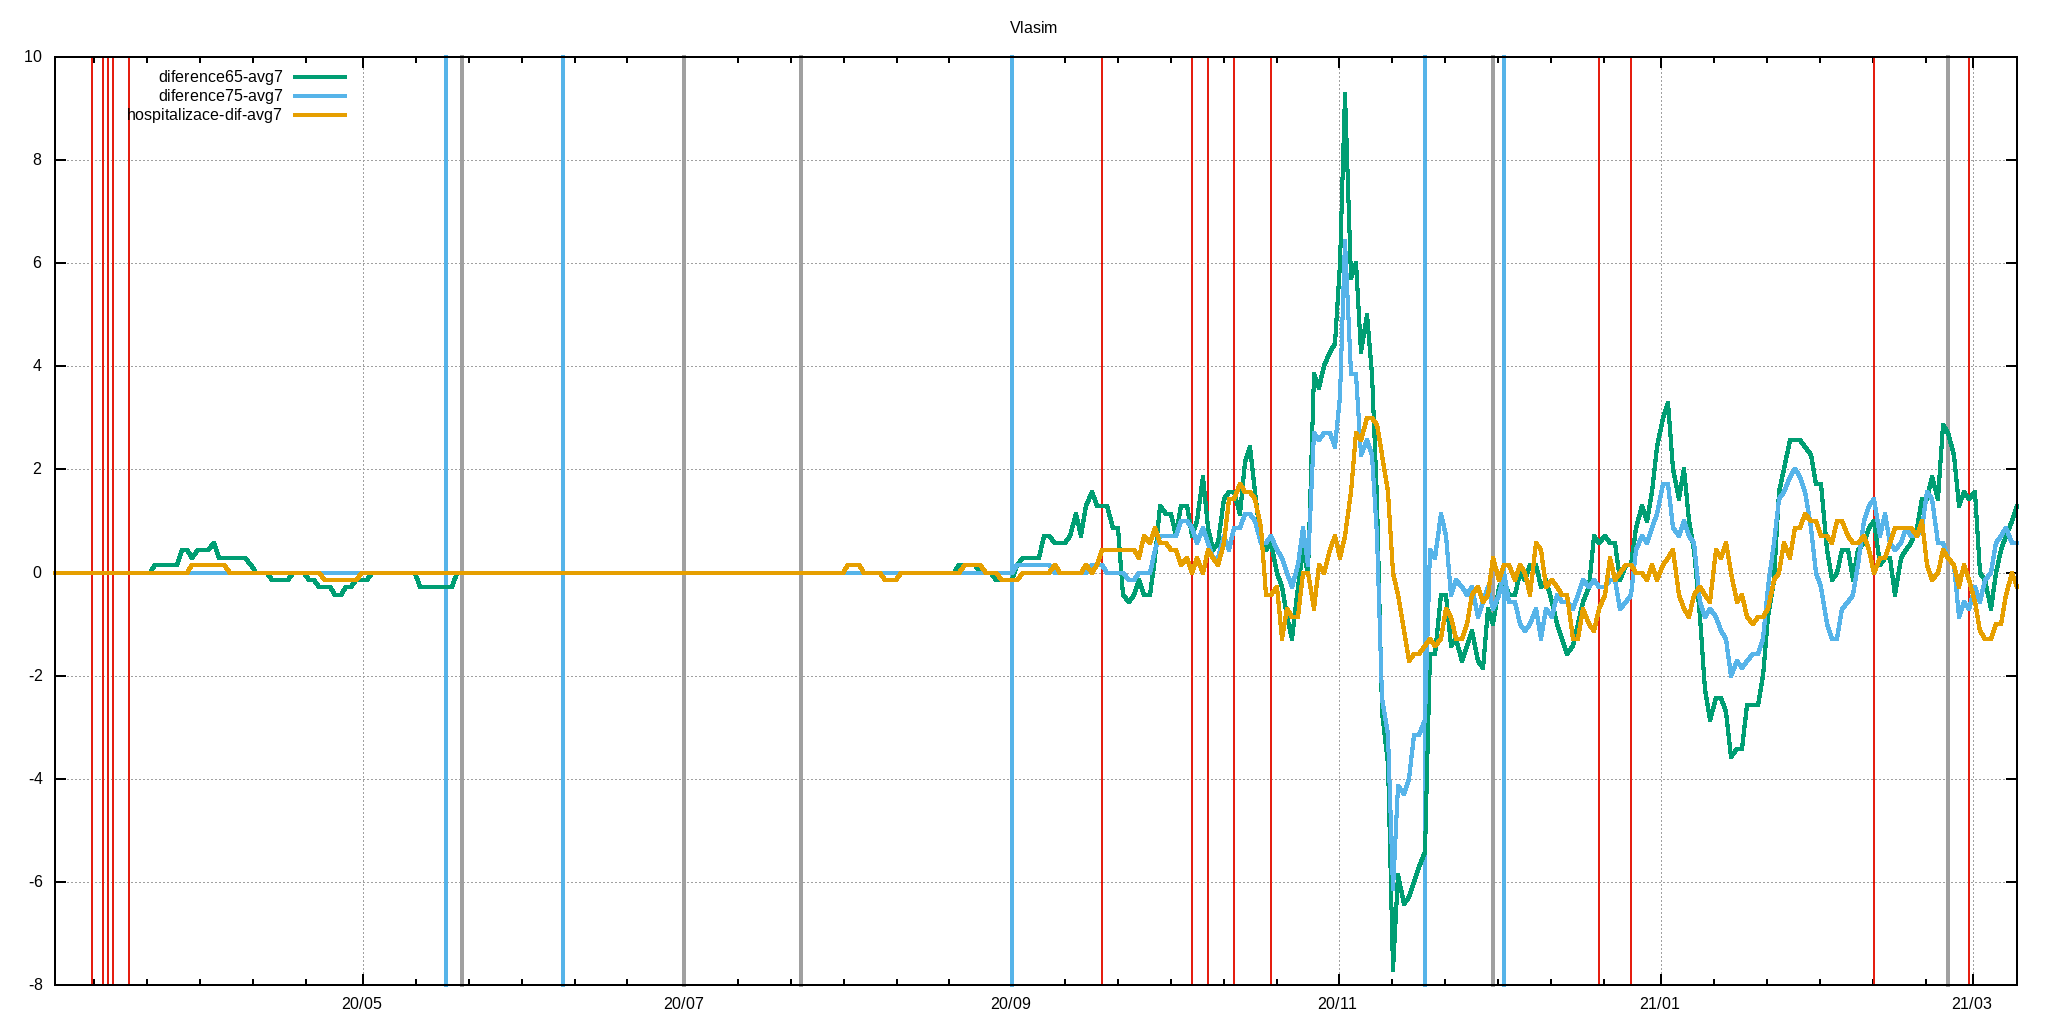 Vlasim
diference65-avg7
diference75-avg7
hospitalizace-dif-avg7
10
8
6
4
2
0
-2
-4
-6
-8
20/05 20/07 20/09 20/11 21/01 21/03